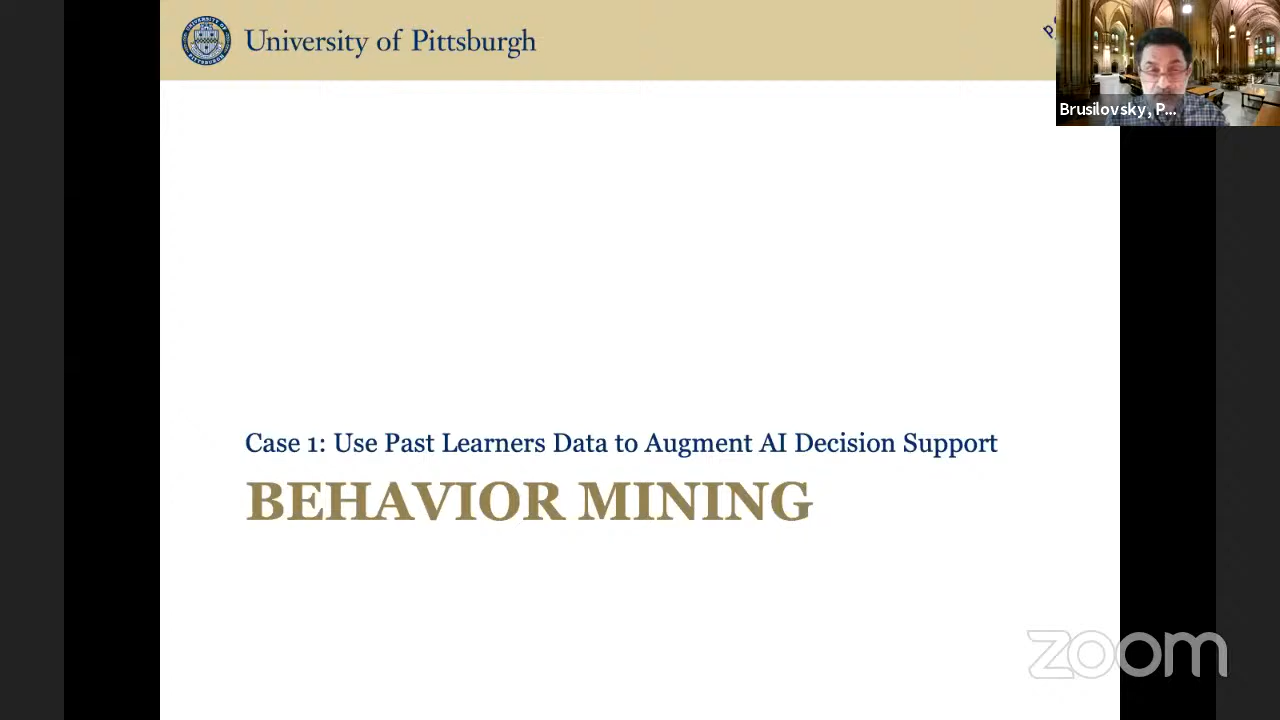 University of Pittsburgh
Brusilovsky, P...
Case 1: Use Past Learners Data to Augment AI Decision Support
BEHAVIOR MINING
zoom